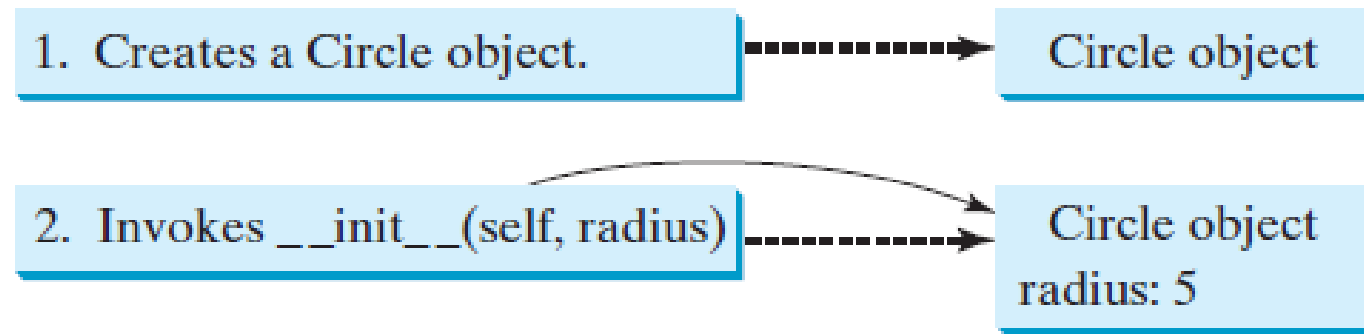 1. Creates a Circle object.
Circle object
2. Invokes __init__(self, radius)
Circle object
radius: 5